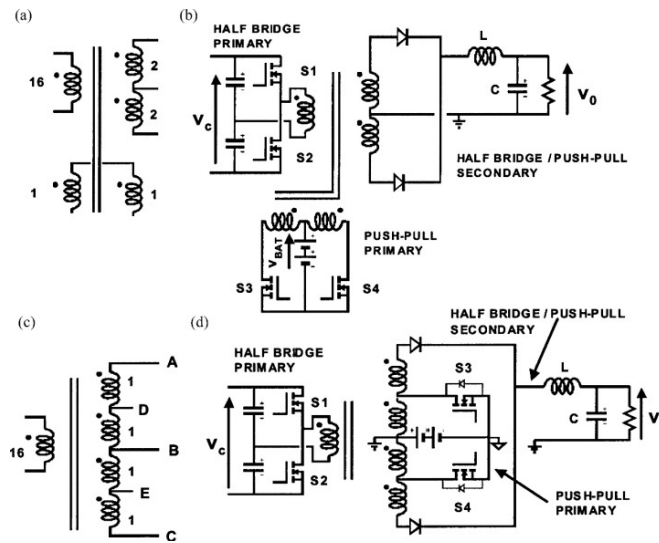 (a)
16
2
2
1
1
(b)
HALF BRIDGE
PRIMARY
S1
V_C
S2
L
C
V_0
HALF BRIDGE / PUSH-PULL
SECONDARY
V_BAT
PUSH-PULL
PRIMARY
S3
S4
(c)
A
1
D
1
B
16
1
E
1
C
(d)
HALF BRIDGE / PUSH-PULL
SECONDARY
HALF BRIDGE
PRIMARY
S1
V_C
S2
S3
L
C
V
S4
PUSH-PULL
PRIMARY